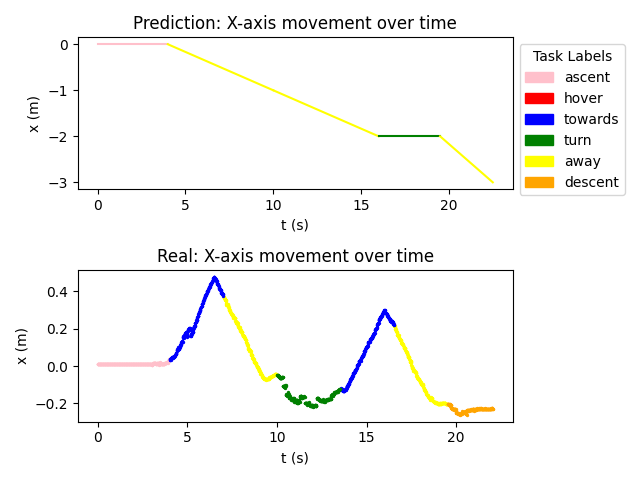 Prediction: X-axis movement over time
0
−1
−2
−3
x (m)
0 5 10 15 20
t (s)
Task Labels
ascent
hover
towards
turn
away
descent
Real: X-axis movement over time
0.4
0.2
0.0
−0.2
x (m)
0 5 10 15 20
t (s)